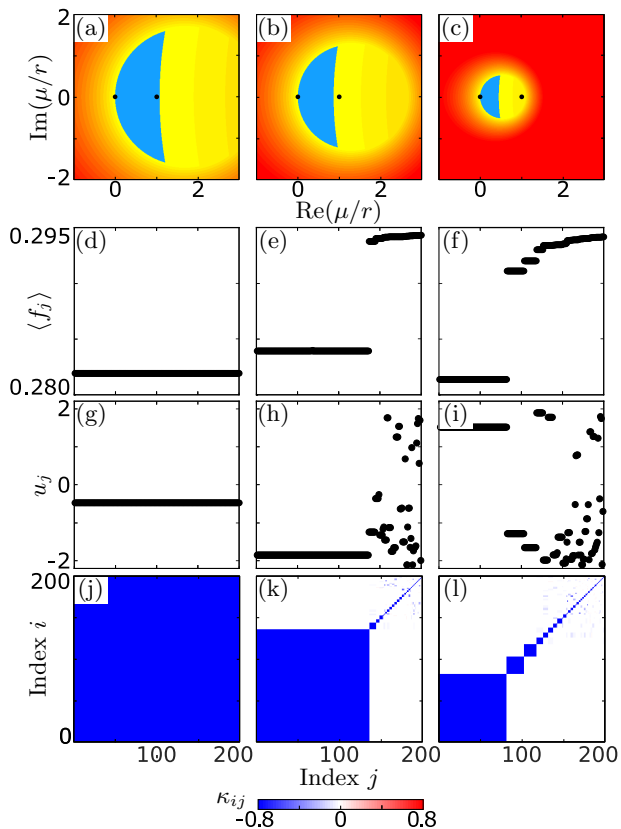 (a) (b) (c)
2
0
-2
Im(μ/r)
0 2 0 2 0 2
Re(μ/r)
(d) (e) (f)
0.295
0.280
⟨f_j⟩
(g) (h) (i)
2
0
-2
u_j
(j) (k) (l)
200
100
0
Index i
100 200 100 200 100 200
Index j
κ_ij
-0.8 0 0.8